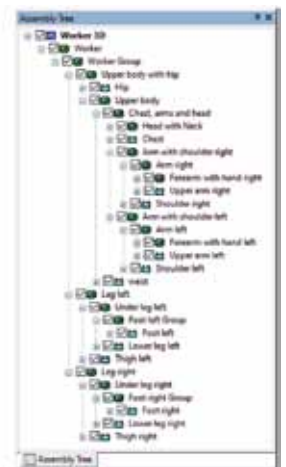 Assembly Tree
Worker 3D
Worker
Worker Group
Upper body with hip
Hip
Upper body
Chest, arms and head
Head with Neck
Chest
Arm with shoulder right
Arm right
Forearm with hand right
Upper arm right
Shoulder right
Arm with shoulder left
Arm left
Forearm with hand left
Upper arm left
Shoulder left
waist
Leg left
Under leg left
Foot left Group
Foot left
Lower leg left
Thigh left
Leg right
Under leg right
Foot right Group
Foot right
Lower leg right
Thigh right
Assembly Tree